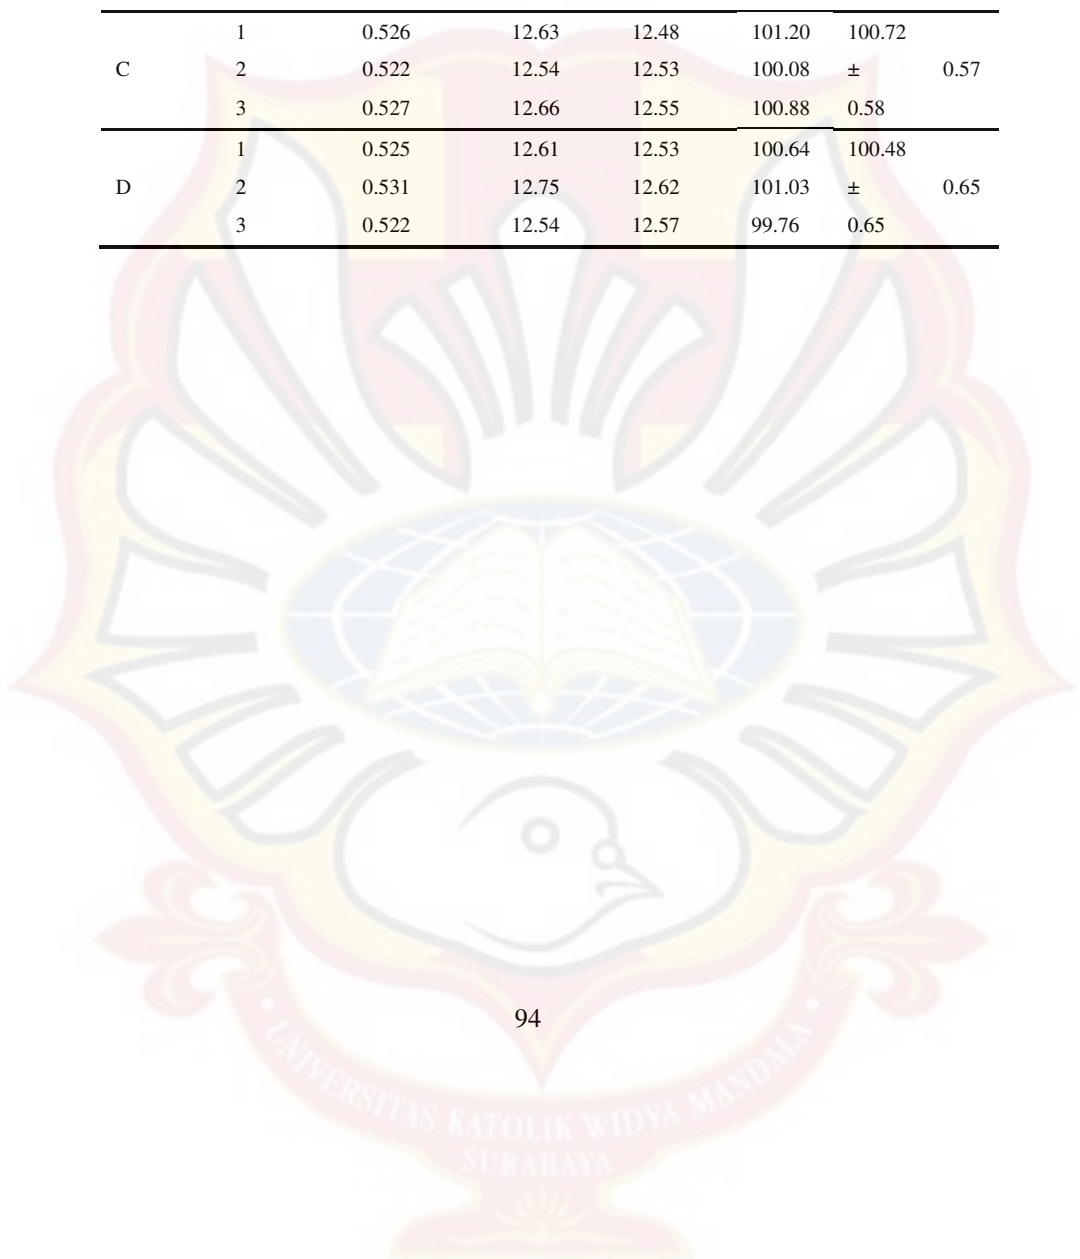 1 0.526 12.63 12.48 101.20 100.72
C 2 0.522 12.54 12.53 100.08 ± 0.57
3 0.527 12.66 12.55 100.88 0.58
1 0.525 12.61 12.53 100.64 100.48
D 2 0.531 12.75 12.62 101.03 ± 0.65
3 0.522 12.54 12.57 99.76 0.65
94
• UNIVERSITAS KATOLIK WIDYA MANDALA •
SURABAYA